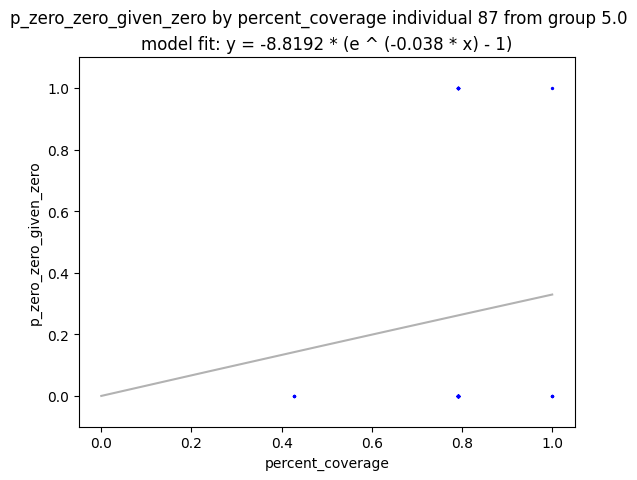 p_zero_zero_given_zero by percent_coverage individual 87 from group 5.0
model fit: y = -8.8192 * (e ^ (-0.038 * x) - 1)
1.0
0.8
0.6
0.4
0.2
0.0
p_zero_zero_given_zero
0.0 0.2 0.4 0.6 0.8 1.0
percent_coverage